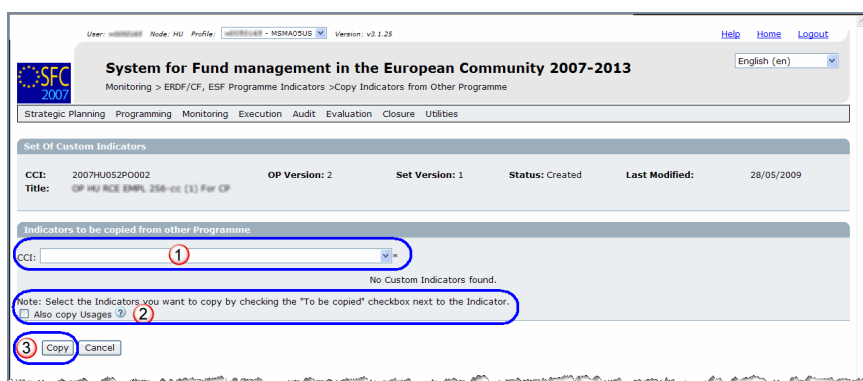 User: Node: HU Profile: - MSMA05US Version: v3.1.25 Help Home Logout
English (en)
SFC 2007
System for Fund management in the European Community 2007-2013
Monitoring > ERDF/CF, ESF Programme Indicators >Copy Indicators from Other Programme
Strategic Planning Programming Monitoring Execution Audit Evaluation Closure Utilities
Set Of Custom Indicators
CCI: 2007HU052PO002 OP Version: 2 Set Version: 1 Status: Created Last Modified: 28/05/2009
Title: OP HU RCE EMPL 256-cc (1) For CP
Indicators to be copied from other Programme
CCI: 1 *
No Custom Indicators found.
Note: Select the Indicators you want to copy by checking the "To be copied" checkbox next to the Indicator.
Also copy Usages ? 2
3 Copy Cancel